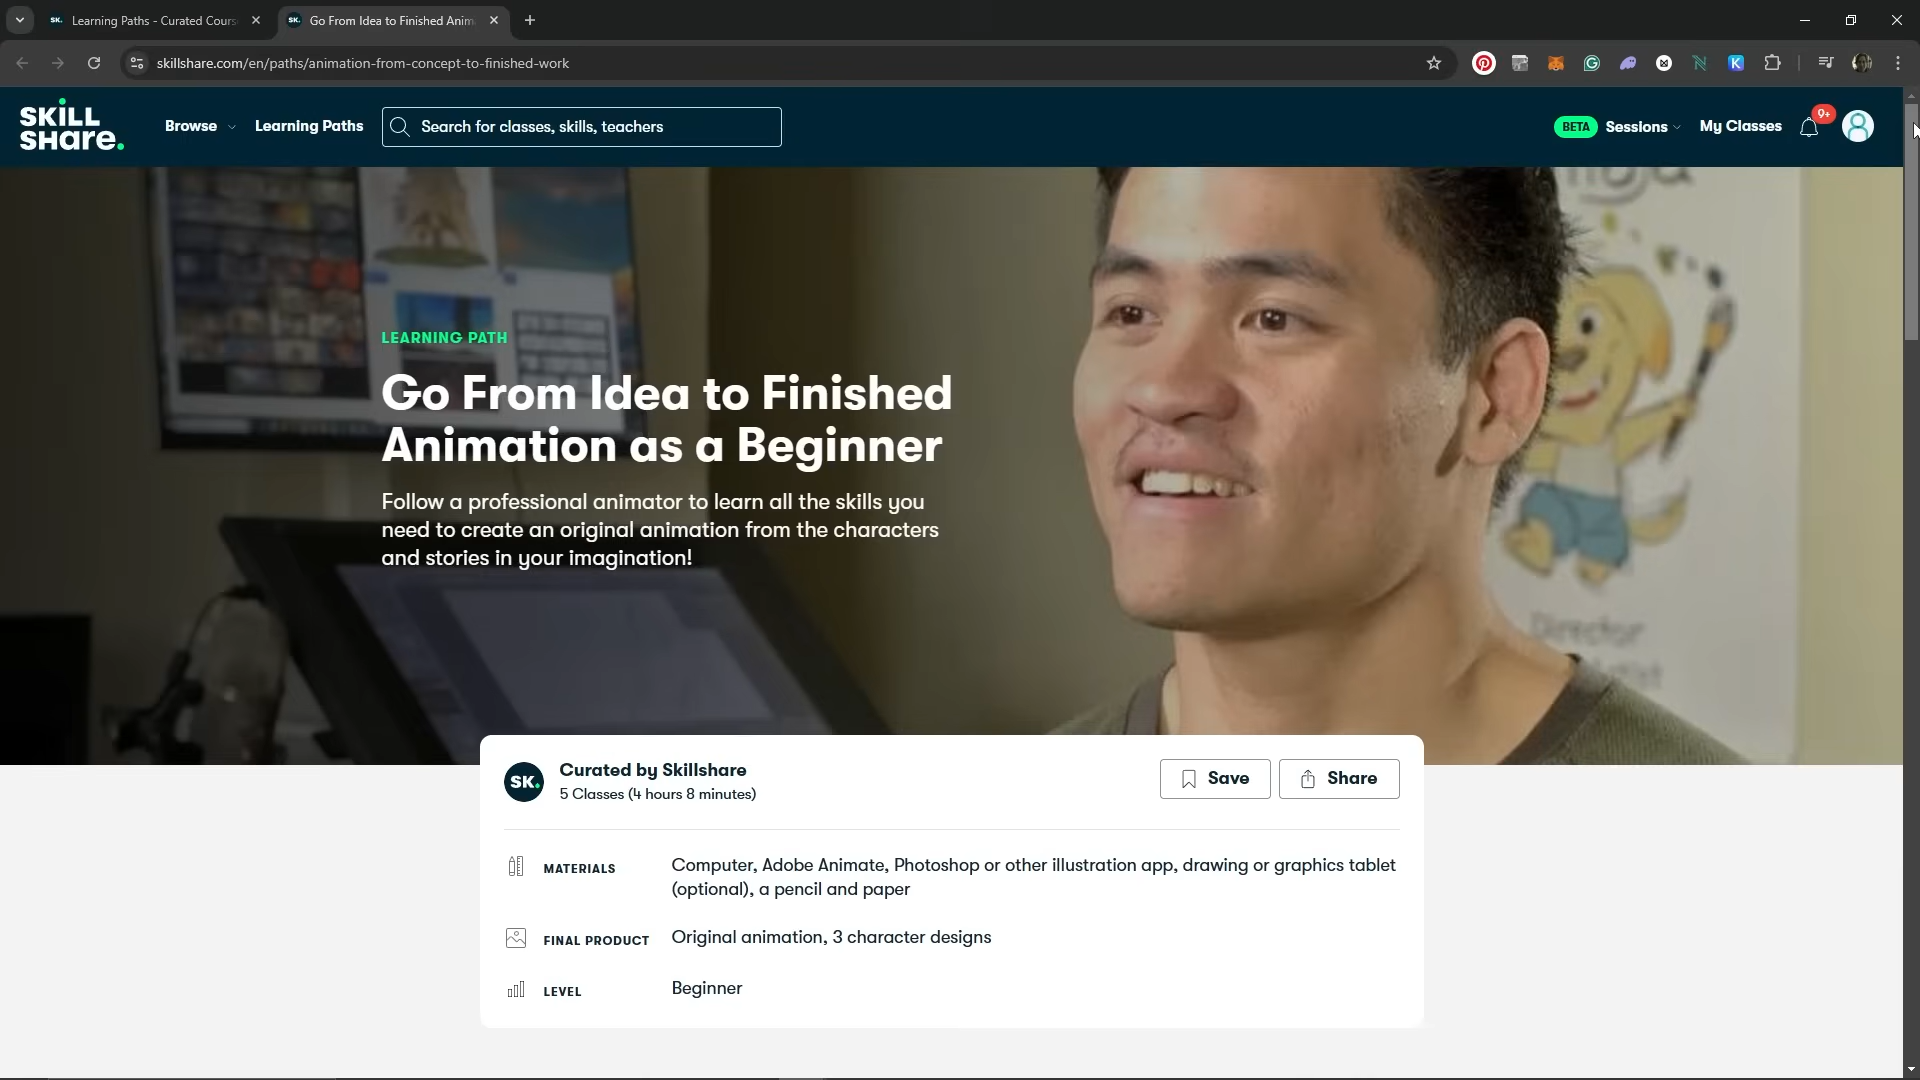 SK. Learning Paths - Curated Cours
SK. Go From Idea to Finished Anim
skillshare.com/en/paths/animation-from-concept-to-finished-work
SKILL
SHare.
Browse
Learning Paths
Search for classes, skills, teachers
BETA
Sessions
My Classes
9+
LEARNING PATH
Go From Idea to Finished
Animation as a Beginner
Follow a professional animator to learn all the skills you
need to create an original animation from the characters
and stories in your imagination!
Director
SK.
Curated by Skillshare
5 Classes (4 hours 8 minutes)
Save
Share
MATERIALS
Computer, Adobe Animate, Photoshop or other illustration app, drawing or graphics tablet
(optional), a pencil and paper
FINAL PRODUCT
Original animation, 3 character designs
LEVEL
Beginner